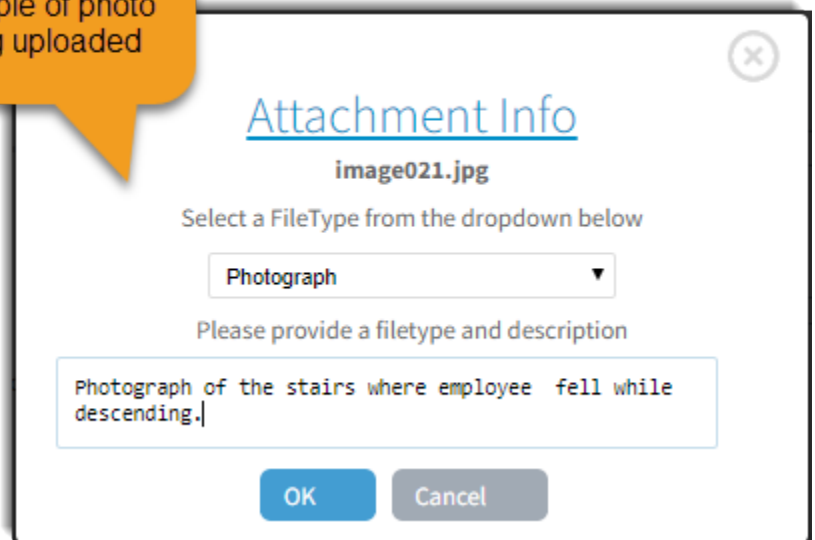 of photo
uploaded
Attachment Info
image021.jpg
Select a FileType from the dropdown below
Photograph
Please provide a filetype and description
Photograph of the stairs where employee  fell while
descending.
OK
Cancel